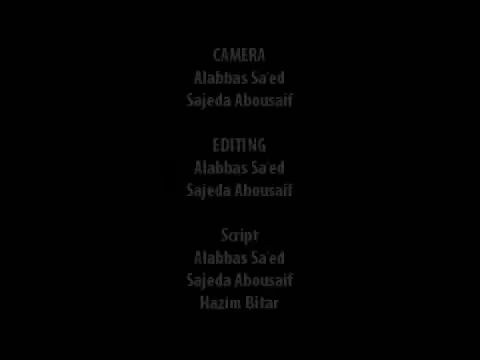 CAMERA
Alabbas Sa'ed
Sajeda Abousaif
EDITING
Alabbas Sa'ed
Sajeda Abousaif
Script
Alabbas Sa'ed
Sajeda Abousaif
Hazim Bitar